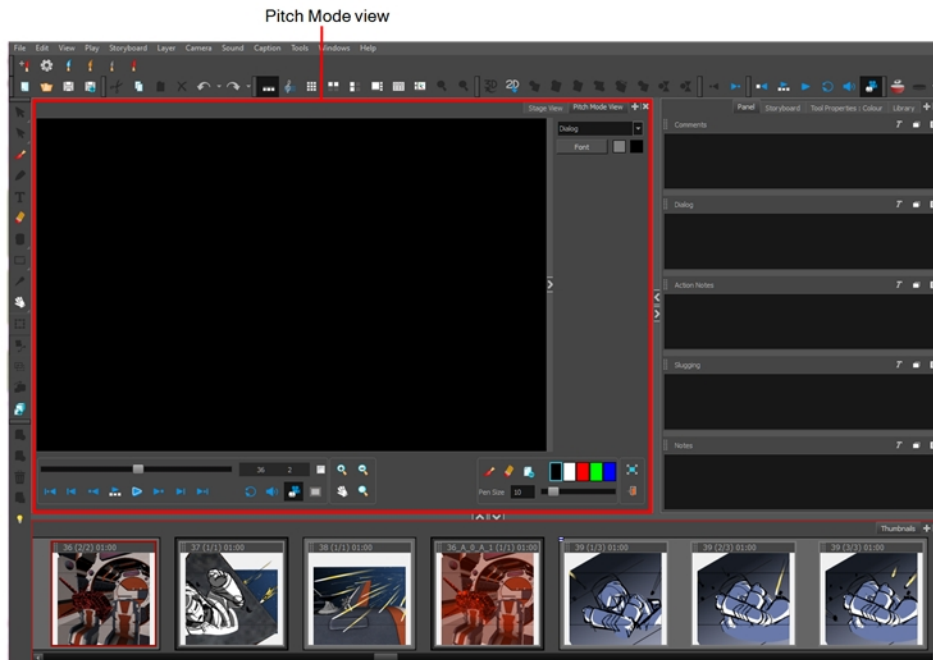 Pitch Mode view
File Edit View Play Storyboard Layer Camera Sound Caption Tools Windows Help
Stage View Pitch Mode View
Panel Storyboard Tool Properties : Colour Library
Dialog
Font
Comments
Dialog
Action Notes
Slugging
Notes
36 2
Pen Size 10
Thumbnails
36 (2/2) 01:00
37 (1/1) 01:00
38 (1/1) 01:00
36_A_0_A_1 (1/1) 01:00
39 (1/3) 01:00
39 (2/3) 01:00
39 (3/3) 01:00